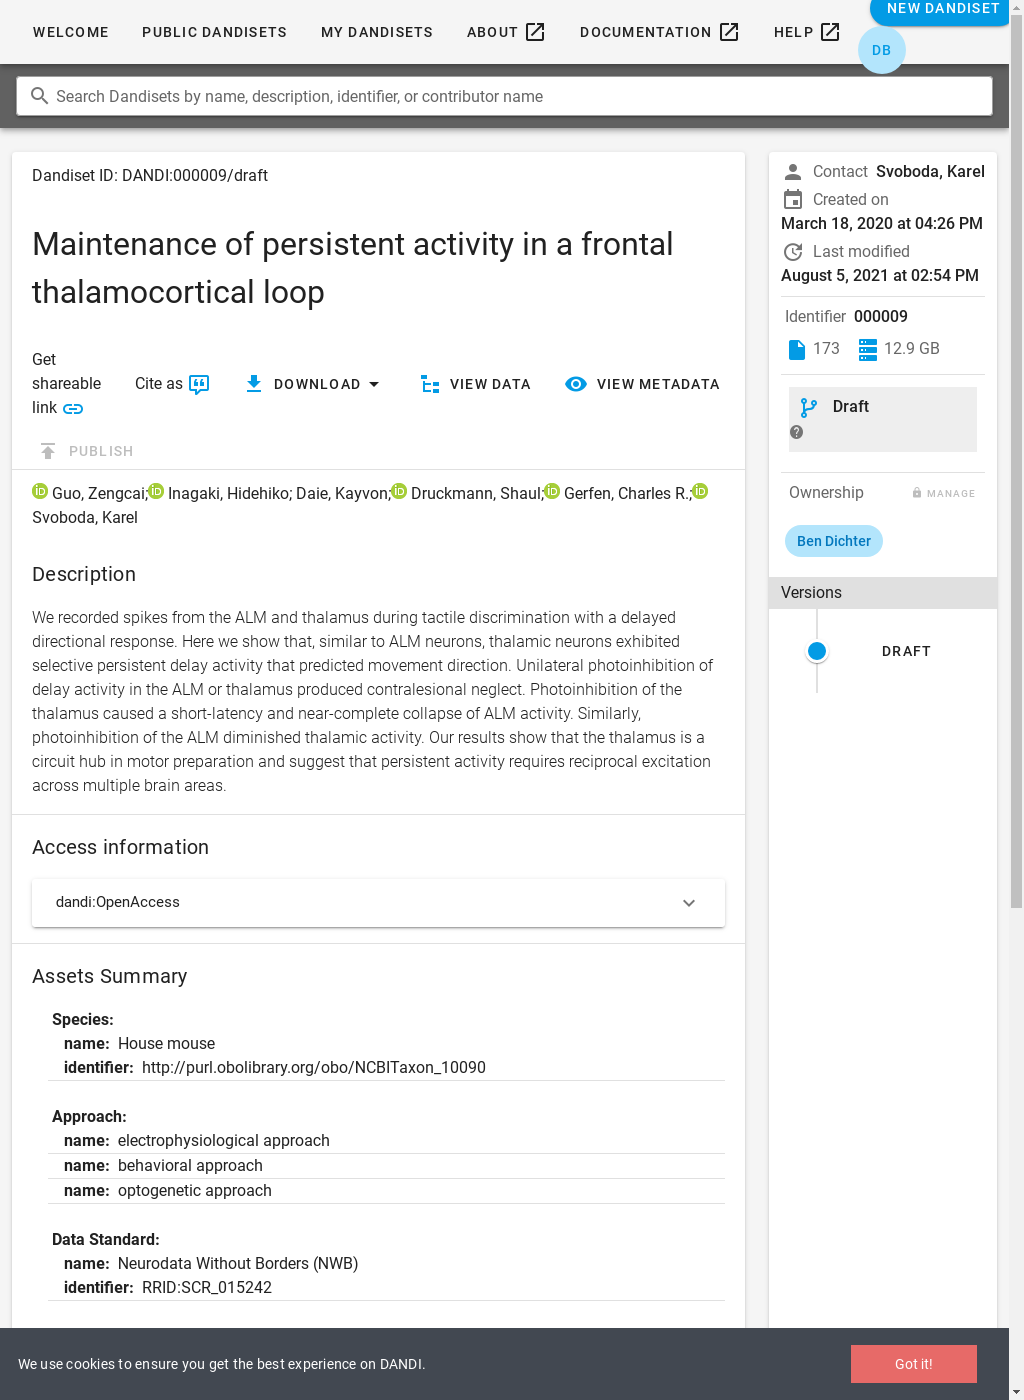 WELCOME PUBLIC DANDISETS MY DANDISETS ABOUT DOCUMENTATION HELP NEW DANDISET
DB
Search Dandisets by name, description, identifier, or contributor name
Dandiset ID: DANDI:000009/draft
Maintenance of persistent activity in a frontal
thalamocortical loop
Get
shareable
link
Cite as
DOWNLOAD
VIEW DATA
VIEW METADATA
PUBLISH
iD Guo, Zengcai; iD Inagaki, Hidehiko; Daie, Kayvon; iD Druckmann, Shaul; iD Gerfen, Charles R.; iD
Svoboda, Karel
Description
We recorded spikes from the ALM and thalamus during tactile discrimination with a delayed
directional response. Here we show that, similar to ALM neurons, thalamic neurons exhibited
selective persistent delay activity that predicted movement direction. Unilateral photoinhibition of
delay activity in the ALM or thalamus produced contralesional neglect. Photoinhibition of the
thalamus caused a short-latency and near-complete collapse of ALM activity. Similarly,
photoinhibition of the ALM diminished thalamic activity. Our results show that the thalamus is a
circuit hub in motor preparation and suggest that persistent activity requires reciprocal excitation
across multiple brain areas.
Access information
dandi:OpenAccess
Assets Summary
Species:
name: House mouse
identifier: http://purl.obolibrary.org/obo/NCBITaxon_10090
Approach:
name: electrophysiological approach
name: behavioral approach
name: optogenetic approach
Data Standard:
name: Neurodata Without Borders (NWB)
identifier: RRID:SCR_015242
Contact Svoboda, Karel
Created on
March 18, 2020 at 04:26 PM
Last modified
August 5, 2021 at 02:54 PM
Identifier 000009
173 12.9 GB
Draft
?
Ownership MANAGE
Ben Dichter
Versions
DRAFT
We use cookies to ensure you get the best experience on DANDI.
Got it!